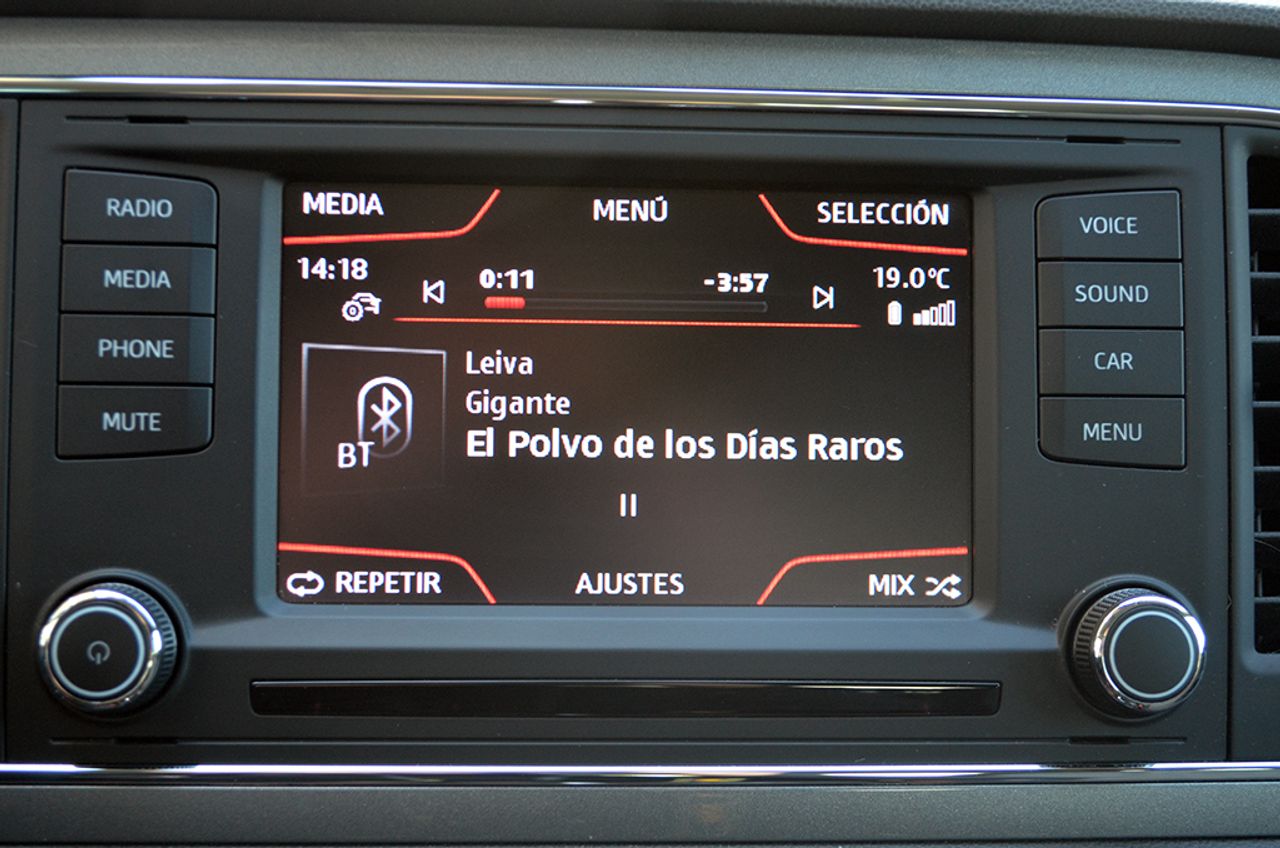 RADIO
MEDIA
PHONE
MUTE
MEDIA
MENÚ
SELECCIÓN
14:18
0:11
-3:57
19.0°C
Leiva
Gigante
El Polvo de los Días Raros
BT
REPETIR
AJUSTES
MIX
VOICE
SOUND
CAR
MENU